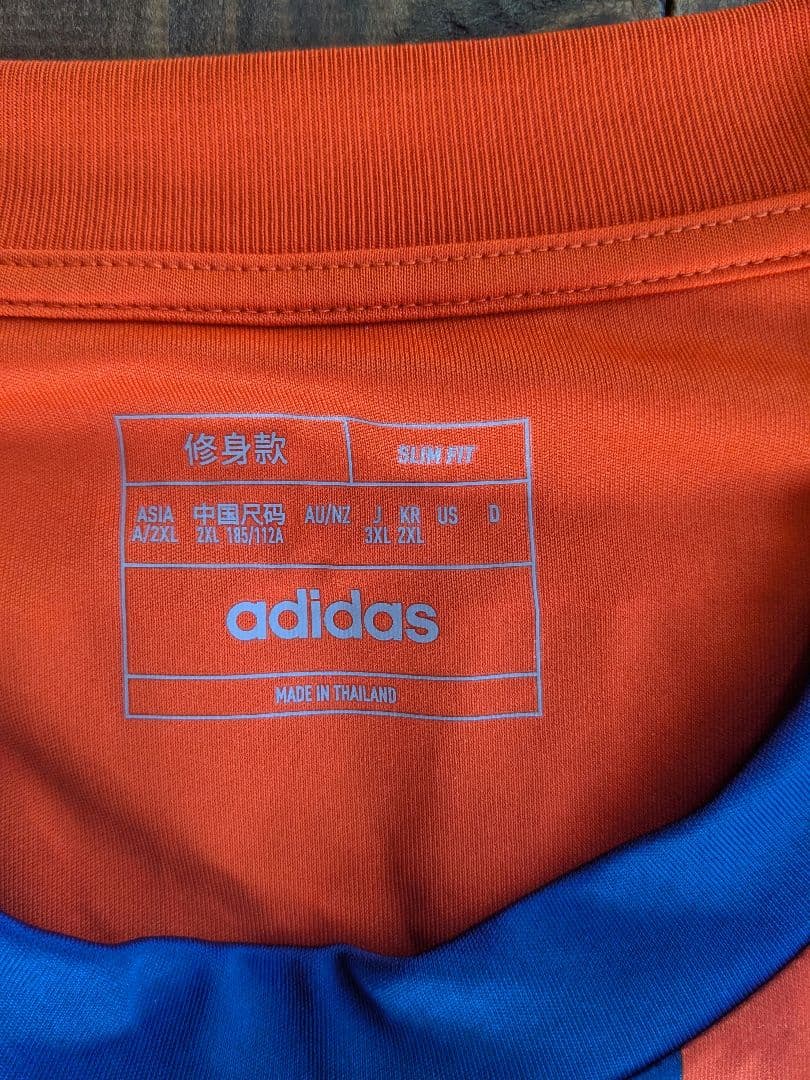 修身款 SLIM FIT
ASIA 中国尺码 AU/NZ J KR US D
A/2XL 2XL 185/112A 3XL 2XL
adidas
MADE IN THAILAND